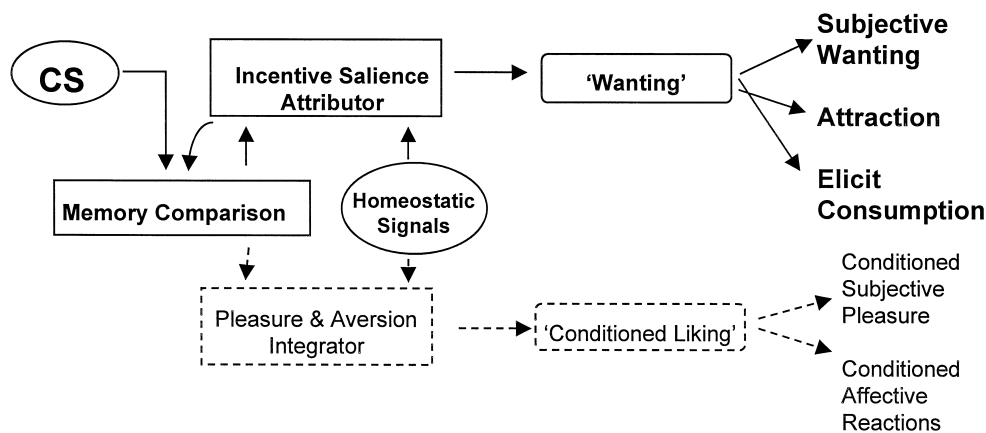 CS
Incentive Salience
Attributor
‘Wanting’
Subjective
Wanting
Attraction
Elicit
Consumption
Memory Comparison
Homeostatic
Signals
Pleasure & Aversion
Integrator
‘Conditioned Liking’
Conditioned
Subjective
Pleasure
Conditioned
Affective
Reactions